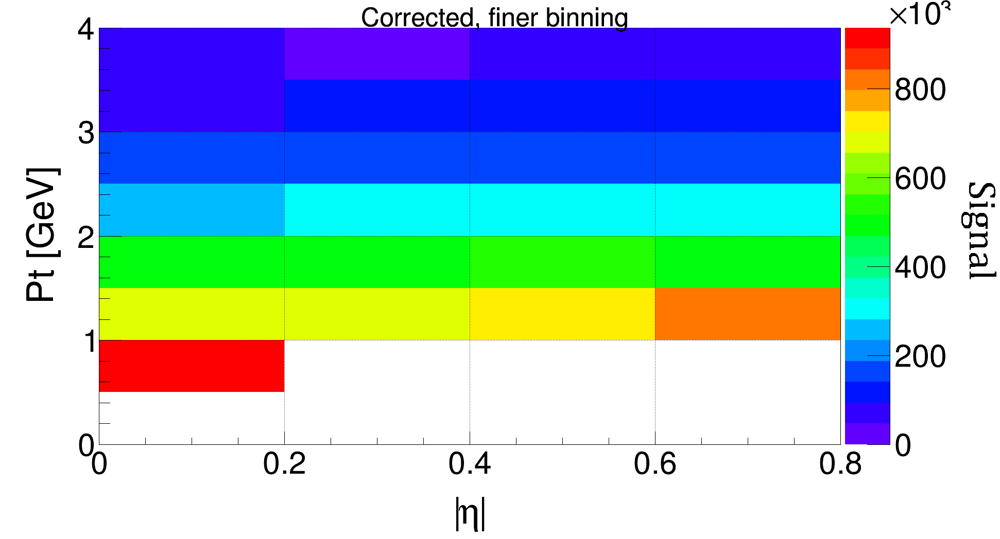 Corrected, finer binning
×10³
4
3
2
1
0
Pt [GeV]
0 0.2 0.4 0.6 0.8
|η|
800
600
400
200
0
Signal